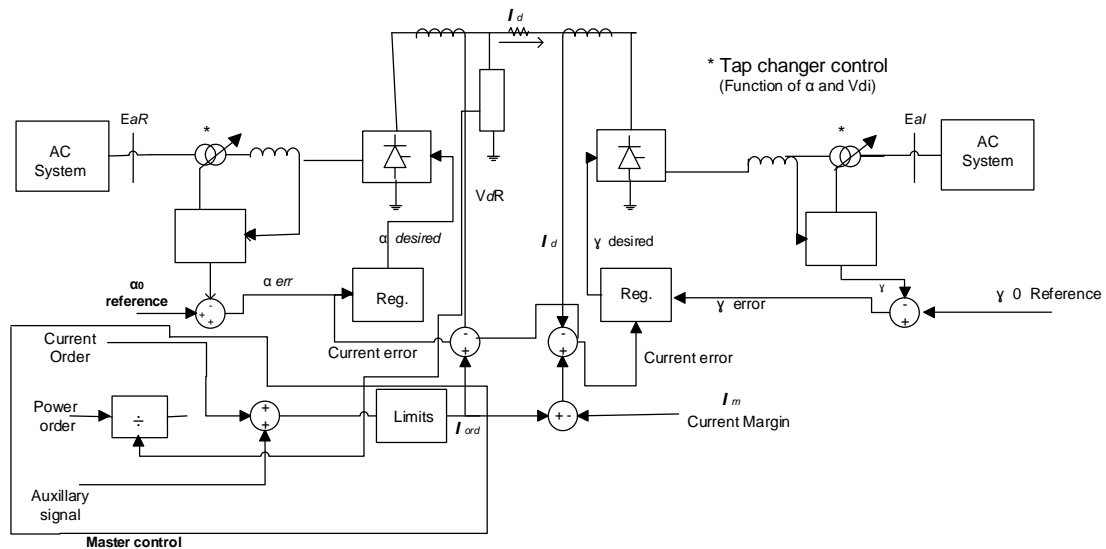 I d
* Tap changer control
(Function of α and Vdi)
EaR
*
AC
System
*
EaI
AC
System
VdR
α desired
I d
ɣ desired
α0
reference
α err
Reg.
Reg.
ɣ error
ɣ
ɣ 0 Reference
+
+
-
+
-
+
-
+
-
+
Current
Order
Current error
Current error
Power
order
÷
+
+
Limits
I ord
+ -
I m
Current Margin
Auxillary
signal
Master control